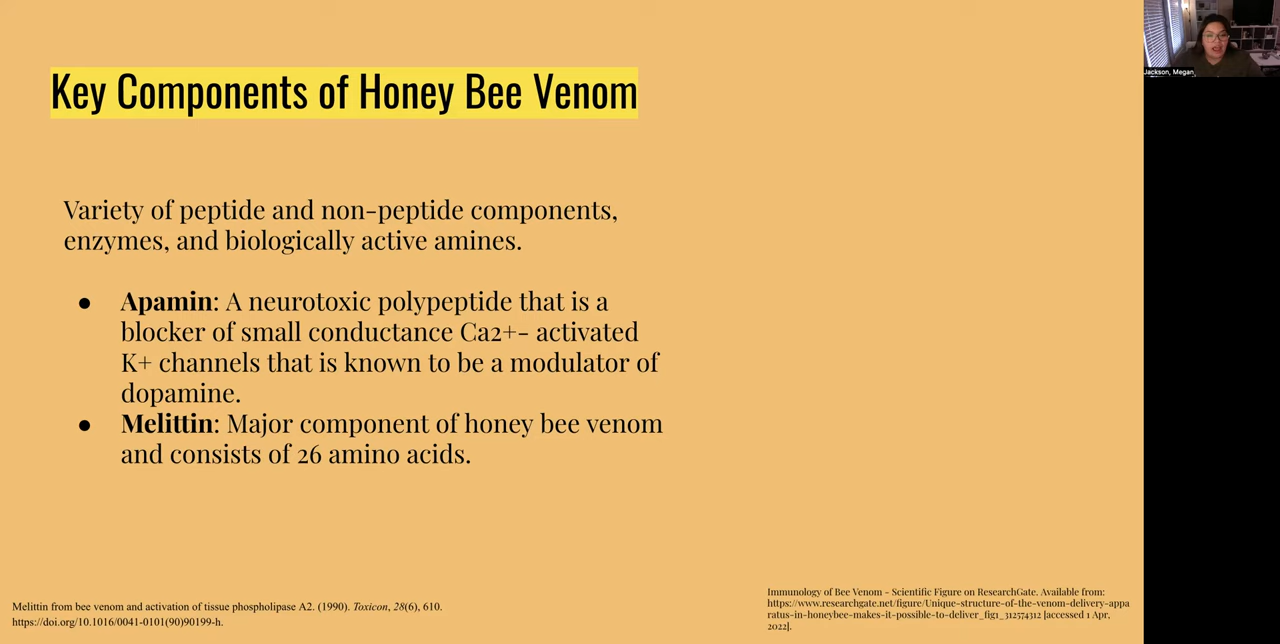 Key Components of Honey Bee Venom
Variety of peptide and non-peptide components,
enzymes, and biologically active amines.
● Apamin: A neurotoxic polypeptide that is a
blocker of small conductance Ca2+- activated
K+ channels that is known to be a modulator of
dopamine.
● Melittin: Major component of honey bee venom
and consists of 26 amino acids.
Melittin from bee venom and activation of tissue phospholipase A2. (1990). Toxicon, 28(6), 610.
https://doi.org/10.1016/0041-0101(90)90199-h.
Immunology of Bee Venom - Scientific Figure on ResearchGate. Available from:
https://www.researchgate.net/figure/Unique-structure-of-the-venom-delivery-appa
ratus-in-honeybee-makes-it-possible-to-deliver_fig1_312574312 [accessed 1 Apr,
2022].
Jackson, Megan